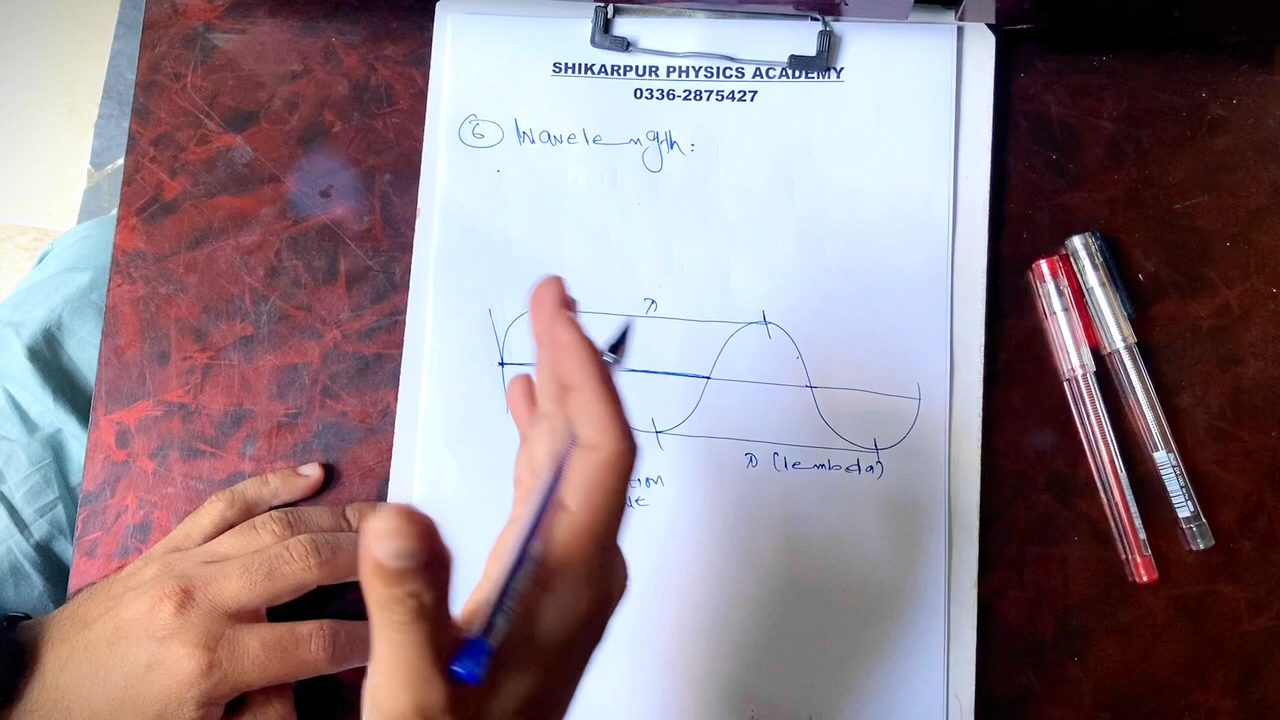 SHIKARPUR PHYSICS ACADEMY
0336-2875427
6 Wavelength:
λ
λ (lembda)